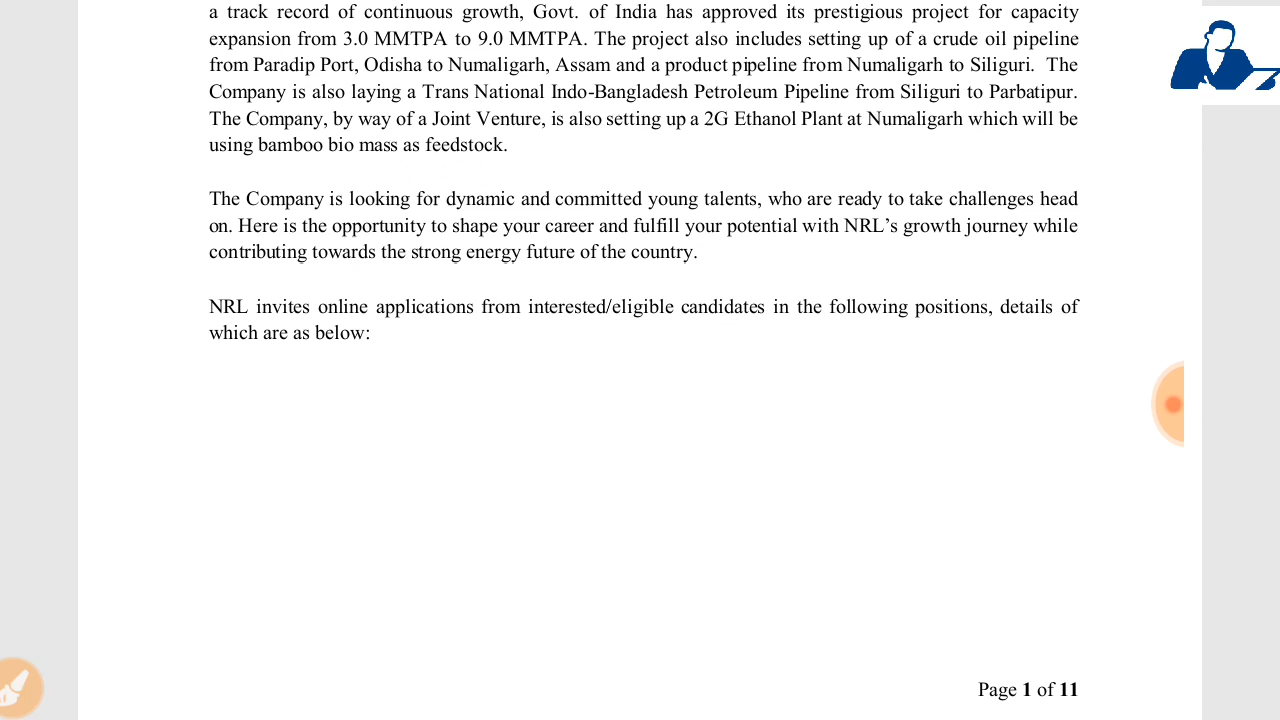 a track record of continuous growth, Govt. of India has approved its prestigious project for capacity
expansion from 3.0 MMTPA to 9.0 MMTPA. The project also includes setting up of a crude oil pipeline
from Paradip Port, Odisha to Numaligarh, Assam and a product pipeline from Numaligarh to Siliguri. The
Company is also laying a Trans National Indo-Bangladesh Petroleum Pipeline from Siliguri to Parbatipur.
The Company, by way of a Joint Venture, is also setting up a 2G Ethanol Plant at Numaligarh which will be
using bamboo bio mass as feedstock.
The Company is looking for dynamic and committed young talents, who are ready to take challenges head
on. Here is the opportunity to shape your career and fulfill your potential with NRL’s growth journey while
contributing towards the strong energy future of the country.
NRL invites online applications from interested/eligible candidates in the following positions, details of
which are as below:
Page 1 of 11